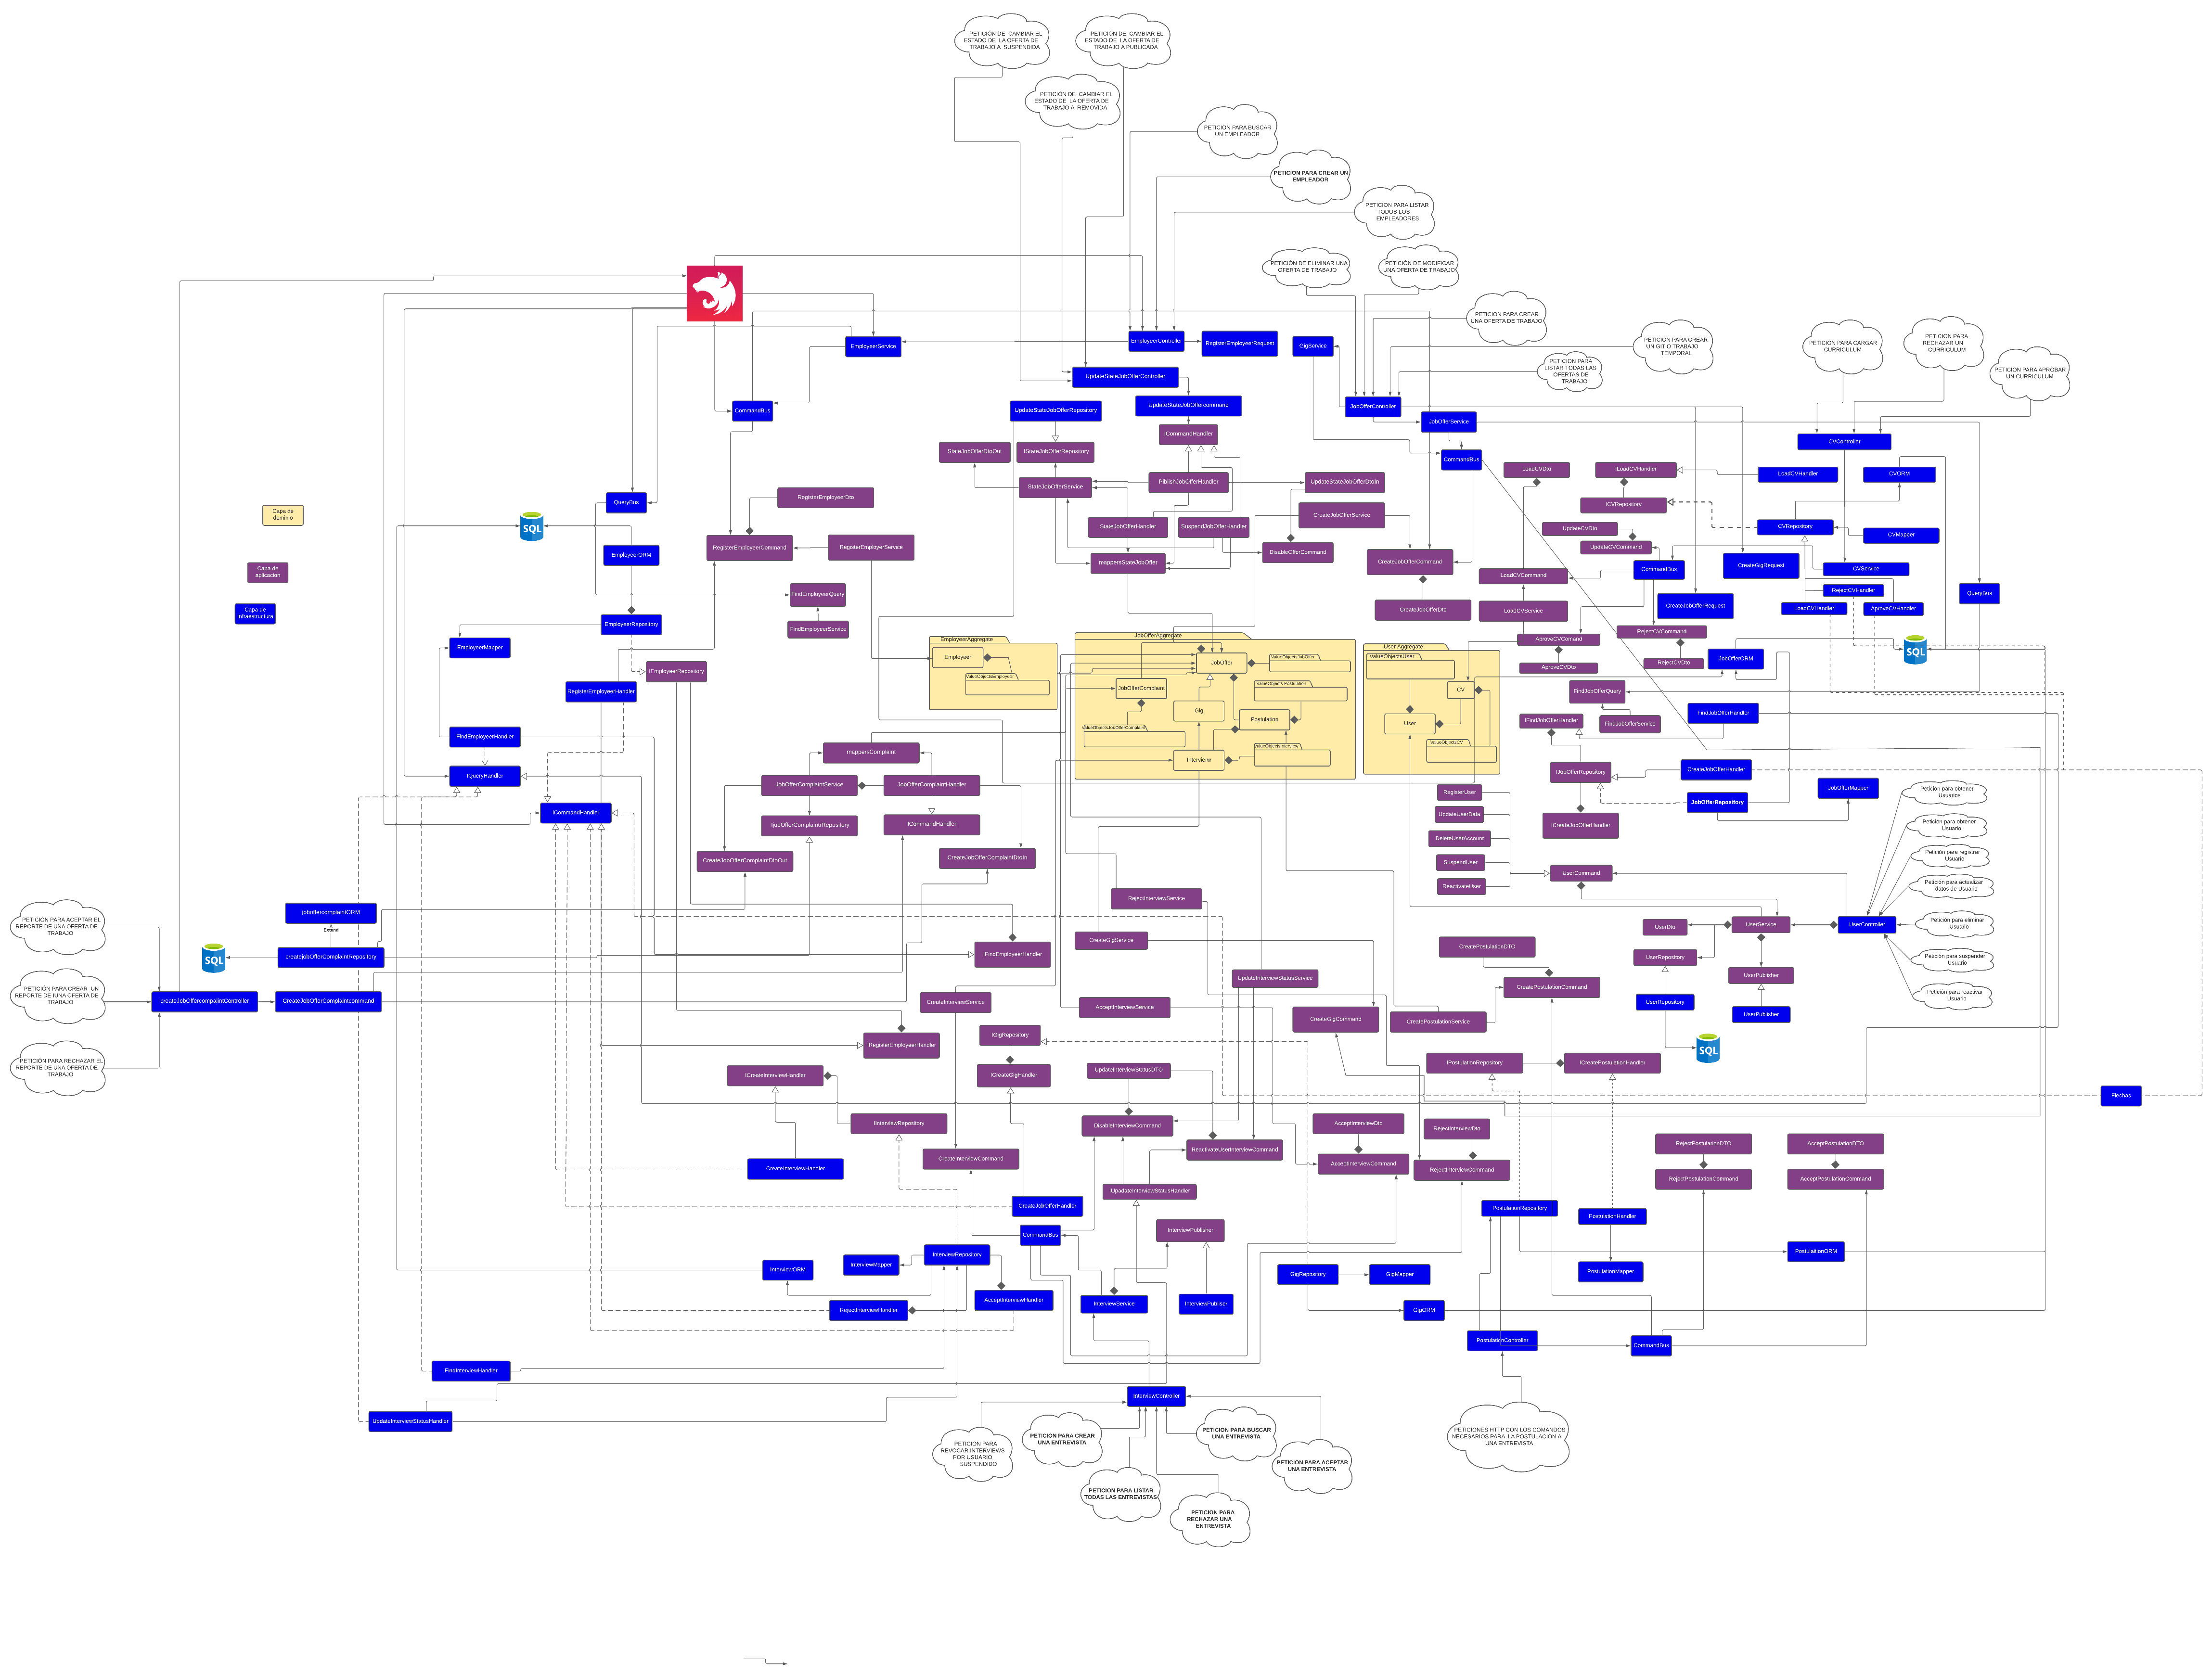 PETICIÓN DE CAMBIAR EL
ESTADO DE LA OFERTA DE
TRABAJO A SUSPENDIDA
PETICIÓN DE CAMBIAR EL
ESTADO DE LA OFERTA DE
TRABAJO A PUBLICADA
PETICIÓN DE CAMBIAR EL
ESTADO DE LA OFERTA DE
TRABAJO A REMOVIDA
PETICION PARA BUSCAR
UN EMPLEADOR
PETICION PARA CREAR UN
EMPLEADOR
PETICION PARA LISTAR
TODOS LOS
EMPLEADORES
PETICIÓN DE ELIMINAR UNA
OFERTA DE TRABAJO
PETICIÓN DE MODIFICAR
UNA OFERTA DE TRABAJO
PETICION PARA CREAR
UNA OFERTA DE TRABAJO
PETICION PARA CREAR
UN GIT O TRABAJO
TEMPORAL
PETICION PARA
LISTAR TODAS LAS
OFERTAS DE
TRABAJO
PETICION PARA CARGAR
CURRICULUM
PETICION PARA
RECHAZAR UN
CURRICULUM
PETICION PARA APROBAR
UN CURRICULUM
EmployeerService
EmployeerController
RegisterEmployeerRequest
GigService
UpdateStateJobOfferController
CommandBus
UpdateStateJobOfferRepository
UpdateStateJobOffercommand
JobOfferController
JobOfferService
ICommandHandler
CVController
StateJobOfferDtoOut
IStateJobOfferRepository
CommandBus
LoadCVDto
ILoadCVHandler
LoadCVHandler
CVORM
StateJobOfferService
PlblishJobOfferHandler
UpdateStateJobOfferDtoIn
RegisterEmployerDto
QueryBus
SQL
Capa de
dominio
ICVRepository
CreateJobOfferService
StateJobOfferHandler
SuspendJobOfferHandler
UpdateCVDto
CVRepository
CVMapper
RegisterEmployeerCommand
RegisterEmployerService
EmployeerORM
DisableOfferCommand
UpdateCVCommand
mappersStateJobOffer
CreateJobOfferCommand
CreateGigRequest
CVService
Capa de
aplicacion
LoadCVCommand
CommandBus
FindEmployeerQuery
RejectCVHandler
QueryBus
Capa de
Infraestructura
CreateJobOfferDto
LoadCVService
CreateJobOfferRequest
LoadCVHandler
AproveCVHandler
EmployeerRepository
FindEmployeerService
RejectCVCommand
EmployeerMapper
EmployeerAggregate
JobOfferAggregate
User Aggregate
AproveCVComand
SQL
Employeer
JobOffer
ValueObjectsJobOffer
ValueObjectsUser
AproveCVDto
RejectCVDto
JobOfferORM
IEmployeerRepository
ValueObjectsEmployeer
JobOfferComplaint
ValueObjects Postulation
CV
RegisterEmployeerHandler
FindJobOfferQuery
Gig
Postulation
User
ValueObjectsJobOfferComplaint
IFindJobOfferHandler
FindJobOfferService
FindJobOfferHandler
FindEmployeerHandler
mappersComplaint
Interview
ValueObjectsInterview
ValueObjectsCV
IQueryHandler
IJobOfferRepository
CreateJobOfferHandler
JobOfferComplaintService
JobOfferComplaintHandler
RegisterUser
JobOfferRepository
JobOfferMapper
Petición para obtener
Usuarios
ICommandHandler
IjobOfferComplaintRepository
ICommandHandler
UpdateUserData
ICreateJobOfferHandler
Petición para obtener
Usuario
DeleteUserAccount
CreateJobOfferComplaintDtoOut
CreateJobOfferComplaintDtoIn
SuspendUser
UserCommand
Petición para registrar
Usuario
ReactivateUser
Petición para actualizar
datos de Usuario
RejectInterviewService
PETICIÓN PARA ACEPTAR EL
REPORTE DE UNA OFERTA DE
TRABAJO
joboffercomplaintORM
Extend
UserDto
UserService
UserController
Petición para eliminar
Usuario
CreateGigService
CreatePostulationDTO
createjobOfferComplaintRepository
SQL
IFindEmployeerHandler
UserRepository
Petición para suspender
Usuario
UpdateInterviewStatusService
UserPublisher
CreatePostulationCommand
PETICIÓN PARA CREAR UN
REPORTE DE IUNA OFERTA DE
TRABAJO
createJobOffercompalintController
CreateJobOfferComplaintcommand
CreateInterviewService
AcceptInterviewService
UserRepository
UserPublisher
Petición para reactivar
Usuario
CreateGigCommand
CreatePostulationService
IGigRepository
IRegisterEmployeerHandler
SQL
PETICIÓN PARA RECHAZAR EL
REPORTE DE UNA OFERTA DE
TRABAJO
ICreateInterviewHandler
ICreateGigHandler
UpdateInterviewStatusDTO
IPostulationRepository
ICreatePostulationHandler
Flechas
IInterviewRepository
DisableInterviewCommand
AcceptInterviewDto
RejectInterviewDto
RejectPostularionDTO
AcceptPostulationDTO
ReactivateUserInterviewCommand
CreateInterviewHandler
CreateInterviewCommand
AcceptInterviewCommand
RejectInterviewCommand
RejectPostulationCommand
AcceptPostulationCommand
IUpdateInterviewStatusHandler
CreateJobOfferHandler
PostulationRepository
PostulationHandler
InterviewPublisher
CommandBus
InterviewRepository
PostulaitionORM
InterviewORM
InterviewMapper
GigRepository
GigMapper
PostulationMapper
AcceptInterviewHandler
RejectInterviewHandler
InterviewService
InterviewPubliser
GigORM
PostulationController
CommandBus
FindInterviewHandler
InterviewController
UpdateInterviewStatusHandler
PETICION PARA
REVOCAR INTERVIEWS
POR USUARIO
SUSPENDIDO
PETICION PARA CREAR
UNA ENTREVISTA
PETICION PARA BUSCAR
UNA ENTREVISTA
PETICIONES HTTP CON LOS COMANDOS
NECESARIOS PARA LA POSTULACION A
UNA ENTREVISTA
PETICION PARA ACEPTAR
UNA ENTREVISTA
PETICION PARA LISTAR
TODAS LAS ENTREVISTAS
PETICION PARA
RECHAZAR UNA
ENTREVISTA